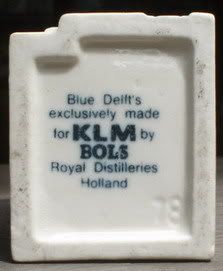 Blue Delft's
exclusively made
for KLM by
BOLS
Royal Distilleries
Holland